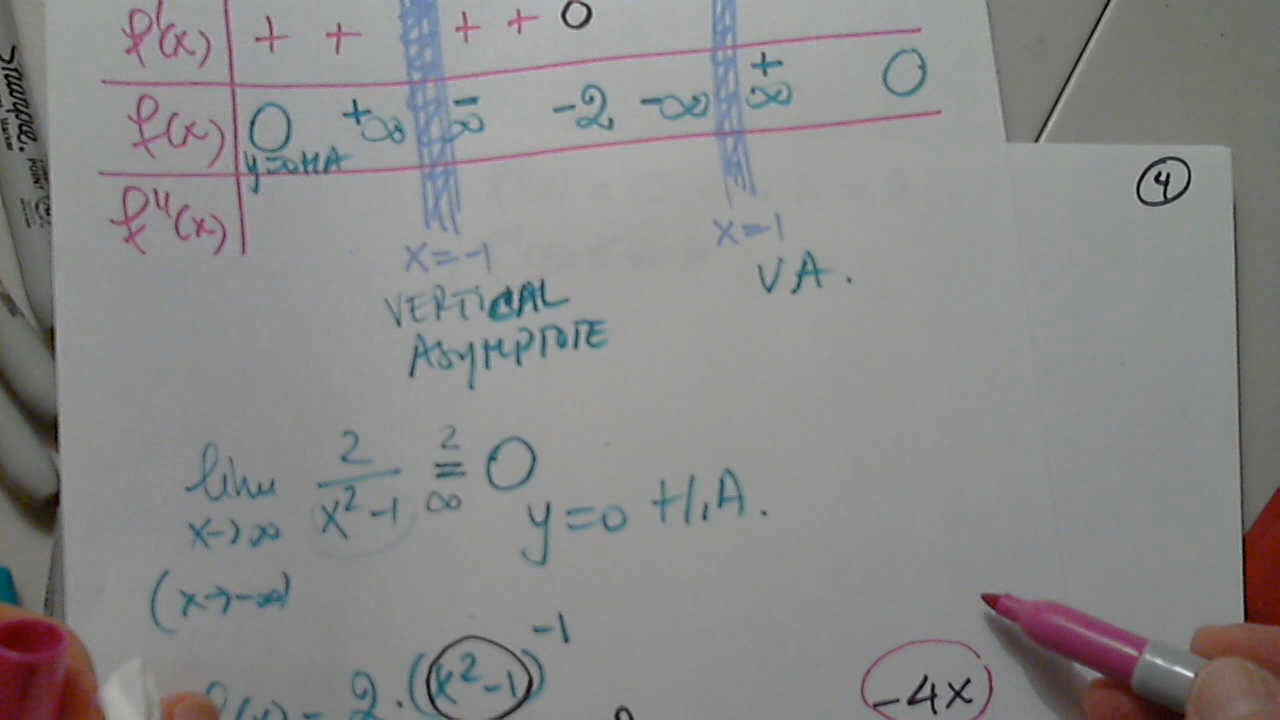 f'(x) + + + + 0
f(x) 0 +∞ -∞ -2 -∞ +∞ 0
y=0 HA
f"(x)
4
x=-1
x=1
VERTICAL
ASYMPTOTE
VA.
lim 2/(x²-1) = 2/∞ = 0
x→∞
y=0 H.A.
(x→-∞)
f(x) = 2·(x²-1)⁻¹
-4x